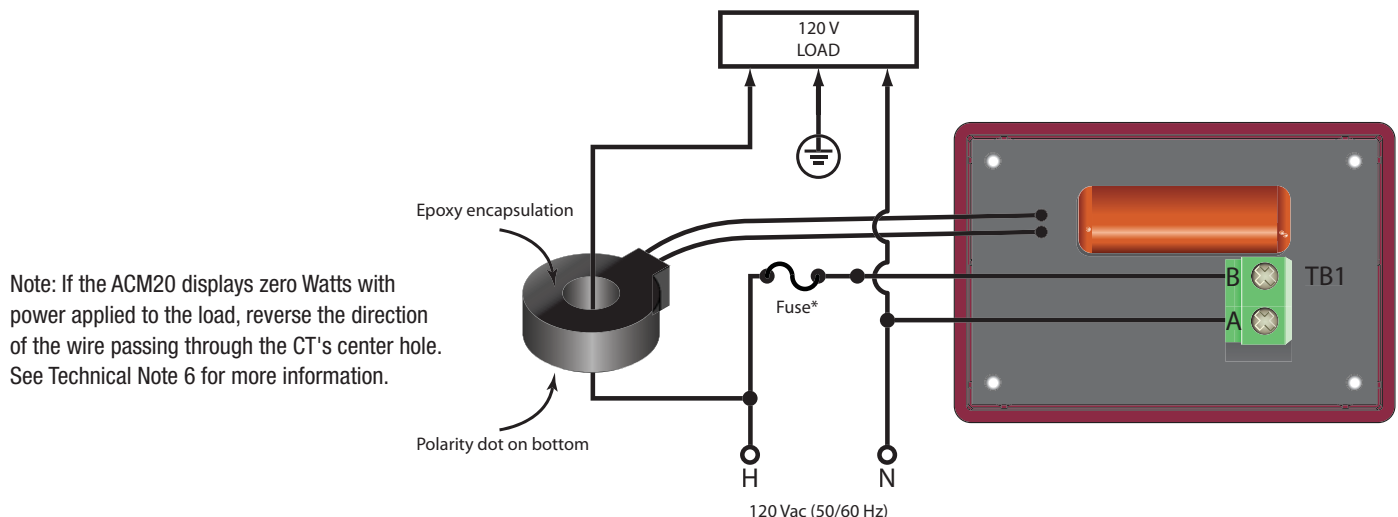 120 V
LOAD
Epoxy encapsulation
Note: If the ACM20 displays zero Watts with
power applied to the load, reverse the direction
of the wire passing through the CT's center hole.
See Technical Note 6 for more information.
Fuse*
B
TB1
A
Polarity dot on bottom
H
N
120 Vac (50/60 Hz)